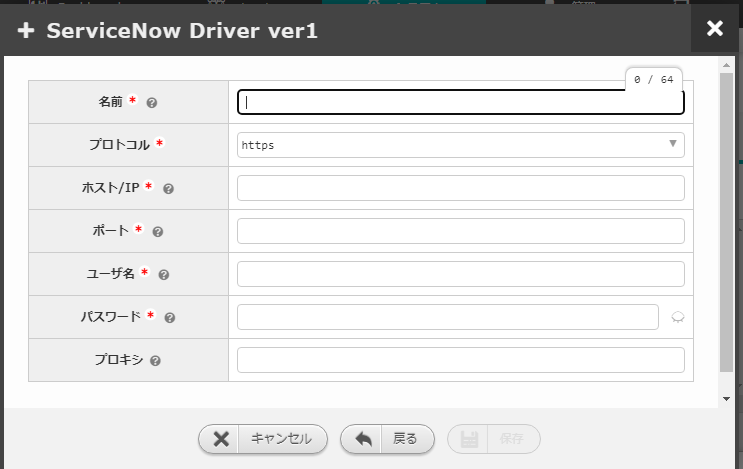 ServiceNow Driver ver1
0 / 64
名前 *
プロトコル *
https
ホスト/IP *
ポート *
ユーザ名 *
パスワード *
プロキシ
キャンセル
戻る
保存